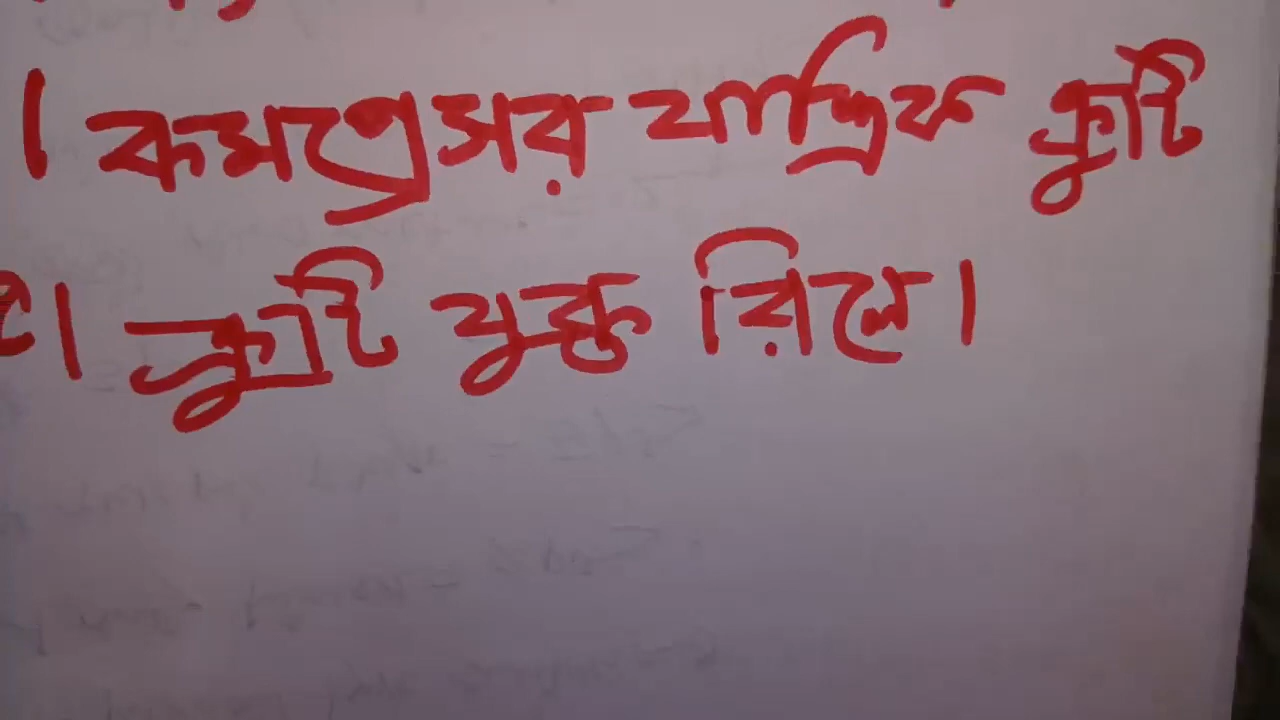 । কমপ্রেসর যান্ত্রিক ক্রুটি
। ক্রুটি যুক্ত রিলে।